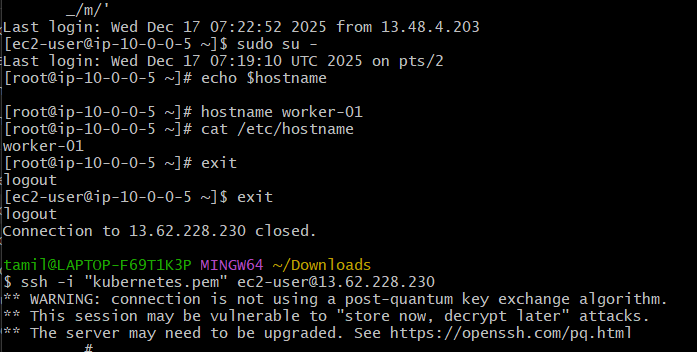 _/m/'
Last login: Wed Dec 17 07:22:52 2025 from 13.48.4.203
[ec2-user@ip-10-0-0-5 ~]$ sudo su -
Last login: Wed Dec 17 07:19:10 UTC 2025 on pts/2
[root@ip-10-0-0-5 ~]# echo $hostname

[root@ip-10-0-0-5 ~]# hostname worker-01
[root@ip-10-0-0-5 ~]# cat /etc/hostname
worker-01
[root@ip-10-0-0-5 ~]# exit
logout
[ec2-user@ip-10-0-0-5 ~]$ exit
logout
Connection to 13.62.228.230 closed.

tamil@LAPTOP-F69T1K3P MINGW64 ~/Downloads
$ ssh -i "kubernetes.pem" ec2-user@13.62.228.230
** WARNING: connection is not using a post-quantum key exchange algorithm.
** This session may be vulnerable to "store now, decrypt later" attacks.
** The server may need to be upgraded. See https://openssh.com/pq.html
#